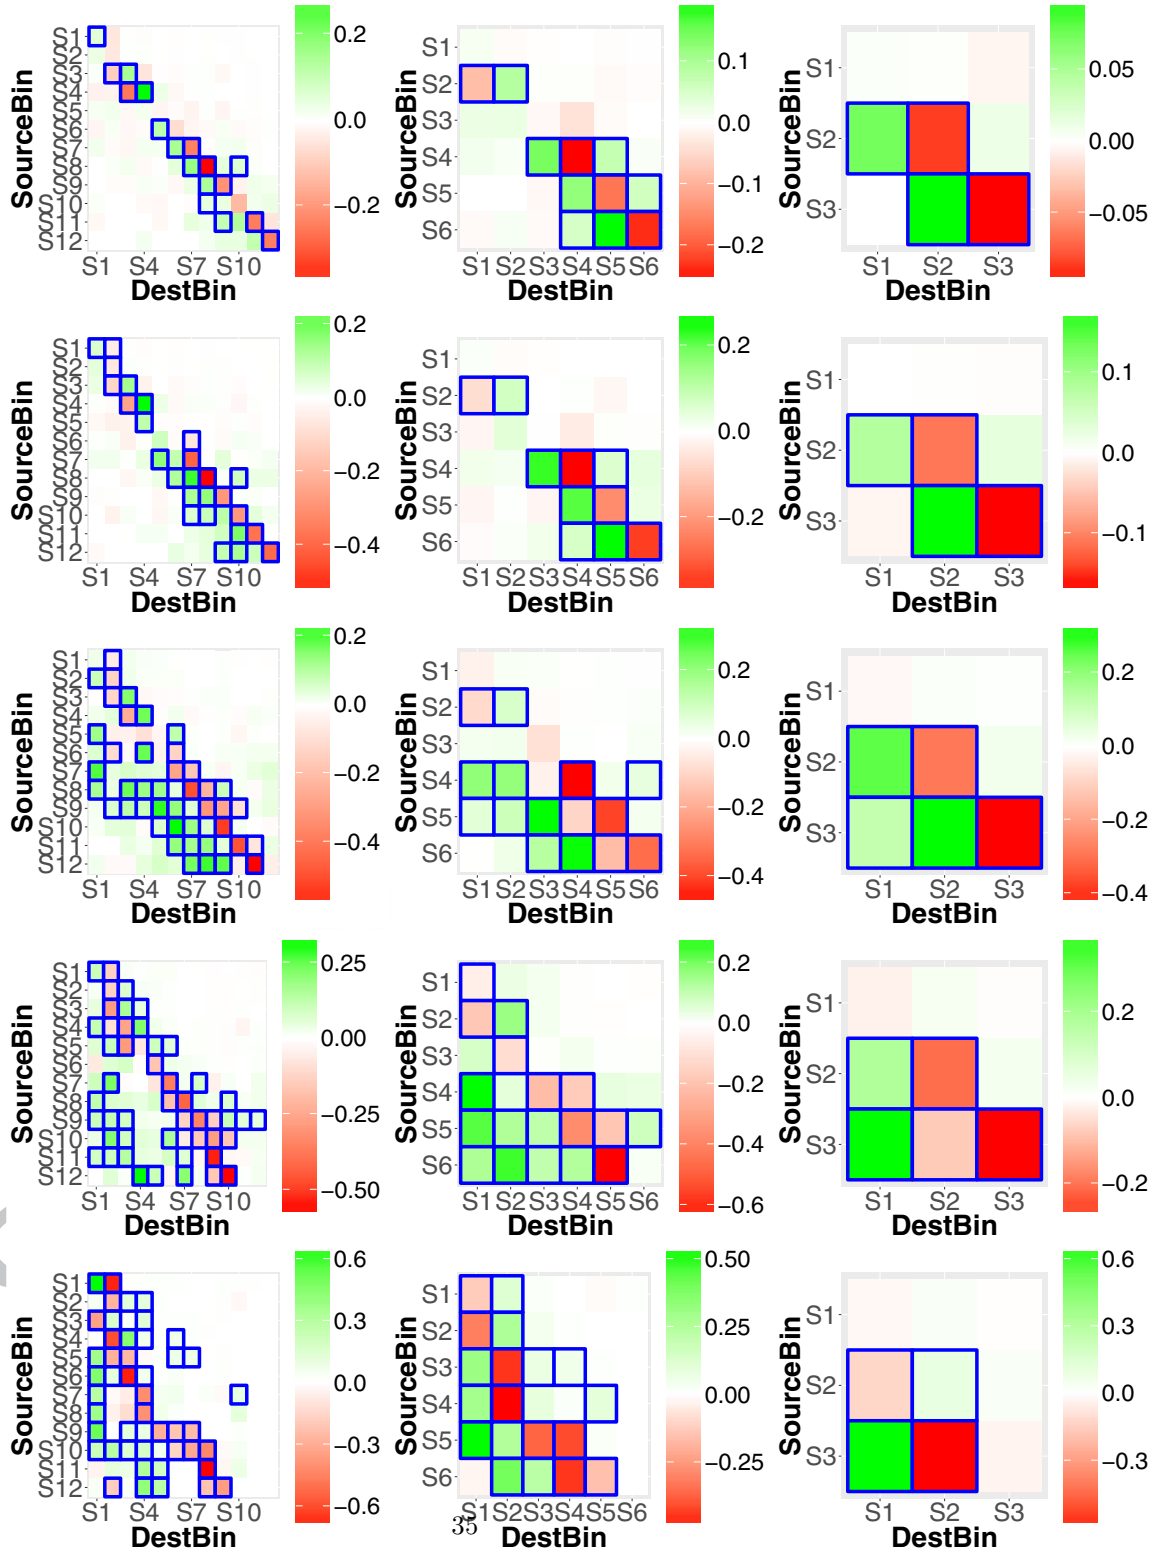 SourceBin
S1
S2
S3
S4
S5
S6
S7
S8
S9
S10
S11
S12
S1 S4 S7 S10
DestBin
0.2
0.0
−0.2
SourceBin
S1
S2
S3
S4
S5
S6
S1 S2 S3 S4 S5 S6
DestBin
0.1
0.0
−0.1
−0.2
SourceBin
S1
S2
S3
S1 S2 S3
DestBin
0.05
0.00
−0.05
SourceBin
S1
S2
S3
S4
S5
S6
S7
S8
S9
S10
S11
S12
S1 S4 S7 S10
DestBin
0.2
0.0
−0.2
−0.4
SourceBin
S1
S2
S3
S4
S5
S6
S1 S2 S3 S4 S5 S6
DestBin
0.2
0.0
−0.2
SourceBin
S1
S2
S3
S1 S2 S3
DestBin
0.1
0.0
−0.1
SourceBin
S1
S2
S3
S4
S5
S6
S7
S8
S9
S10
S11
S12
S1 S4 S7 S10
DestBin
0.2
0.0
−0.2
−0.4
SourceBin
S1
S2
S3
S4
S5
S6
S1 S2 S3 S4 S5 S6
DestBin
0.2
0.0
−0.2
−0.4
SourceBin
S1
S2
S3
S1 S2 S3
DestBin
0.2
0.0
−0.2
−0.4
SourceBin
S1
S2
S3
S4
S5
S6
S7
S8
S9
S10
S11
S12
S1 S4 S7 S10
DestBin
0.25
0.00
−0.25
−0.50
SourceBin
S1
S2
S3
S4
S5
S6
S1 S2 S3 S4 S5 S6
DestBin
0.2
0.0
−0.2
−0.4
−0.6
SourceBin
S1
S2
S3
S1 S2 S3
DestBin
0.2
0.0
−0.2
SourceBin
S1
S2
S3
S4
S5
S6
S7
S8
S9
S10
S11
S12
S1 S4 S7 S10
DestBin
0.6
0.3
0.0
−0.3
−0.6
SourceBin
S1
S2
S3
S4
S5
S6
S1 S2 S3 S4 S5 S6
DestBin
0.50
0.25
0.00
−0.25
SourceBin
S1
S2
S3
S1 S2 S3
DestBin
0.6
0.3
0.0
−0.3
35